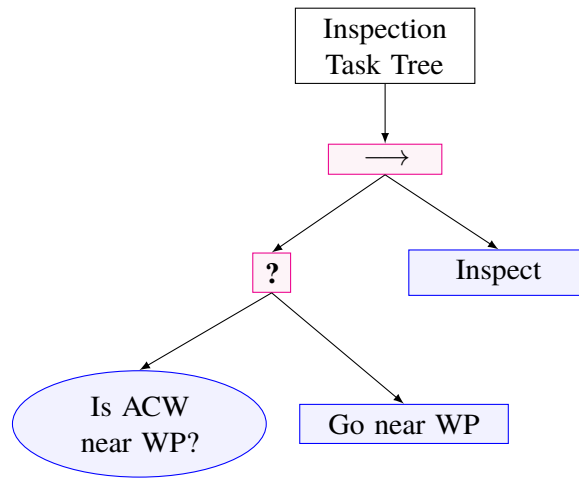 Inspection
Task Tree
⟶
?
Inspect
Is ACW
near WP?
Go near WP